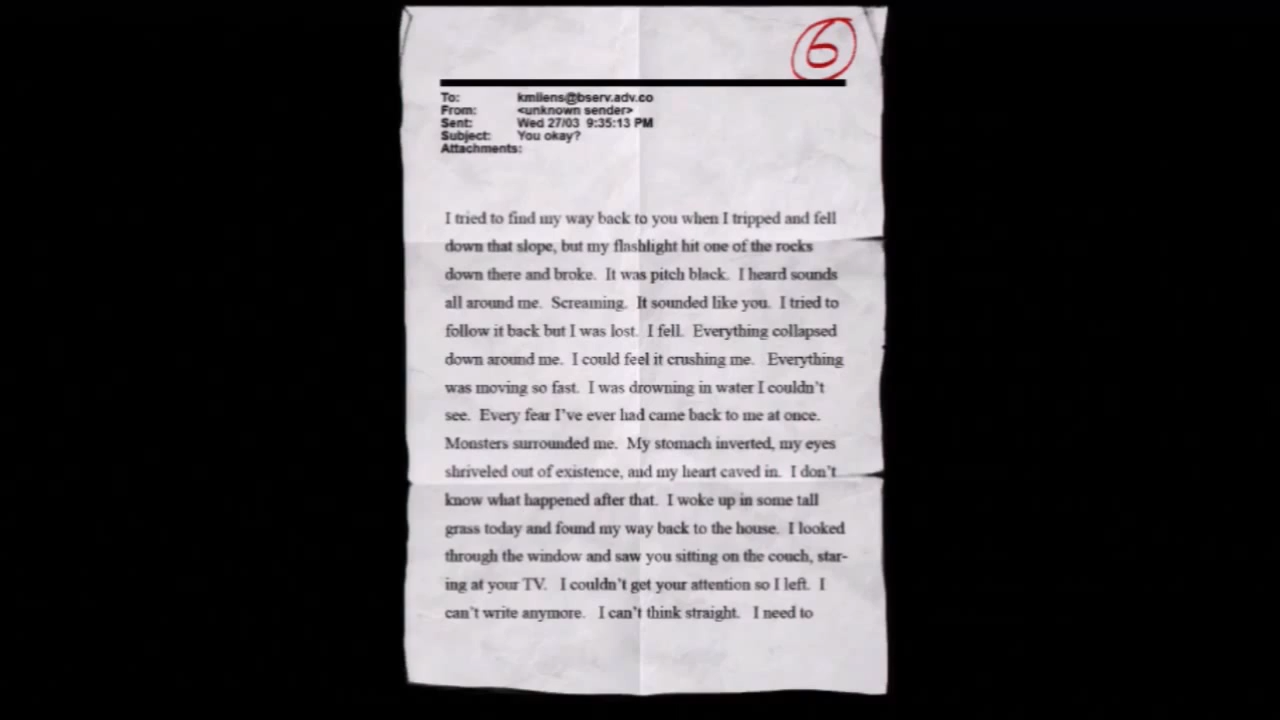 6
To: kmilens@bserv.adv.co
From: <unknown sender>
Sent: Wed 27/03 9:35:13 PM
Subject: You okay?
Attachments:
I tried to find my way back to you when I tripped and fell
down that slope, but my flashlight hit one of the rocks
down there and broke. It was pitch black. I heard sounds
all around me. Screaming. It sounded like you. I tried to
follow it back but I was lost. I fell. Everything collapsed
down around me. I could feel it crushing me. Everything
was moving so fast. I was drowning in water I couldn't
see. Every fear I've ever had came back to me at once.
Monsters surrounded me. My stomach inverted, my eyes
shriveled out of existence, and my heart caved in. I don't
know what happened after that. I woke up in some tall
grass today and found my way back to the house. I looked
through the window and saw you sitting on the couch, star-
ing at your TV. I couldn't get your attention so I left. I
can't write anymore. I can't think straight. I need to